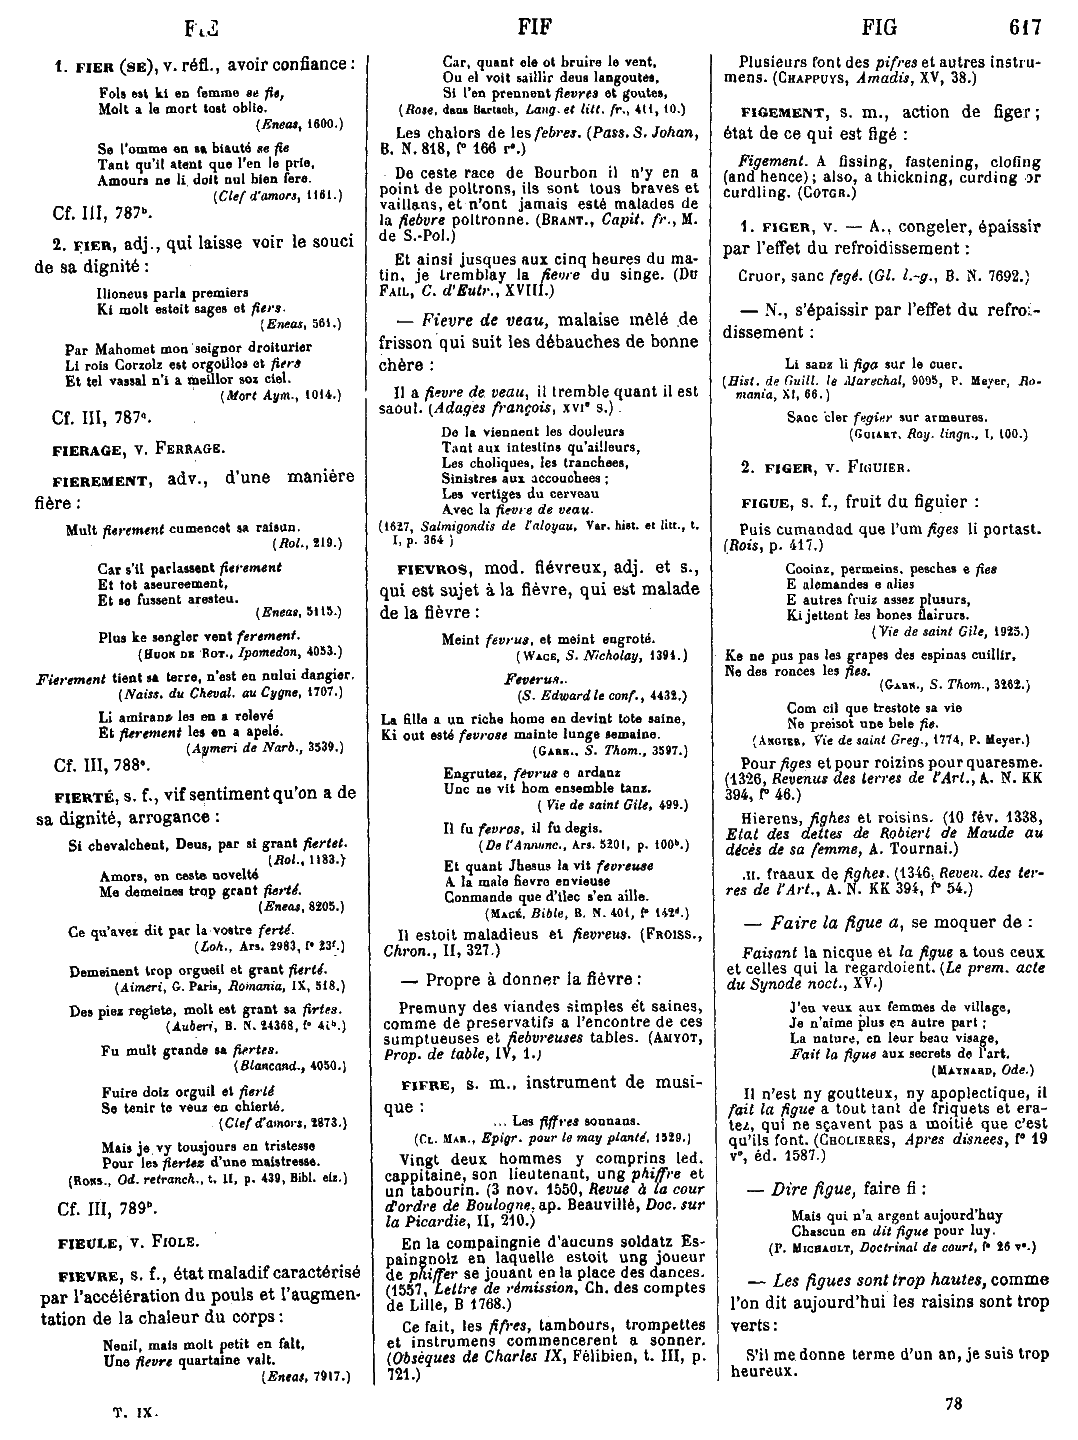 FIE FIF FIG 617
1. FIER (SE), v. réfl., avoir confiance :
Fols est ki en femme se fie,
Molt a le mort tost oblie.
(Eneas, 1600.)
Se l'omme en sa biauté se fie
Tant qu'il atent que l'en le prie,
Amours ne li doit nul bien fere.
(Clef d'amors, 1161.)
Cf. III, 787ᵇ.
2. FIER, adj., qui laisse voir le souci
de sa dignité :
Ilioneus parla premiers
Ki molt estoit sages et fiers.
(Eneas, 561.)
Par Mahomet mon seignor droiturier
Li rois Corzolz est orgoillos et fiers
Et tel vassal n'i a meillor soz ciel.
(Mort Aym., 1014.)
Cf. III, 787ᵃ.
FIERAGE, v. FERRAGE.
FIEREMENT, adv., d'une manière
fière :
Mult fierement cumencet sa raisun.
(Rol., 219.)
Car s'il parlassent fierement
Et tot aseureement,
Et se fussent aresteu.
(Eneas, 5115.)
Plus ke sengler vent ferement.
(HUON DE ROT., Ipomedon, 4053.)
Fierement tient sa terre, n'est en nului dangier.
(Naiss. du Cheval. au Cygne, 1707.)
Li amirans les en a relevé
Et fierement les en a apelé.
(Aymeri de Narb., 3539.)
Cf. III, 788ᵃ.
FIERTÉ, s. f., vif sentiment qu'on a de
sa dignité, arrogance :
Si chevalchent, Deus, par si grant fiertet.
(Rol., 1183.)
Amors, en ceste novelté
Me demeines trop grant fierté.
(Eneas, 8205.)
Ce qu'avez dit par la vostre ferté.
(Loh., Ars. 2983, fº 23ᶠ.)
Demeinent trop orgueil et grant fierté.
(Aimeri, G. Paris, Romania, IX, 518.)
Des piez regiete, molt est grant sa firtes.
(Auberi, B. N. 24368, fº 41ᵇ.)
Fu mult grande sa fiertes.
(Blancand., 4050.)
Fuire doiz orguil et fierté
Se tenir te veuz en chierté.
(Clef d'amors, 2873.)
Mais je vy tousjours en tristesse
Pour les fiertez d'une maistresse.
(RONS., Od. retranch., t. II, p. 439, Bibl. elz.)
Cf. III, 789ᵇ.
FIEULE, v. FIOLE.
FIEVRE, s. f., état maladif caractérisé
par l'accélération du pouls et l'augmen-
tation de la chaleur du corps :
Nenil, mais molt petit en falt,
Une fievre quartaine valt.
(Eneas, 7917.)
T. IX.
Car, quant ele ot bruire le vent,
Ou el voit saillir deus langoutes,
Si l'en prennent fievres et goutes,
(Rose, dans Bartsch, Lang. et litt. fr., 411, 10.)
Les chalors de les febres. (Pass. S. Johan,
B. N. 818, fº 166 rº.)
De ceste race de Bourbon il n'y en a
point de poltrons, ils sont tous braves et
vaillans, et n'ont jamais esté malades de
la fiebvre poltronne. (BRANT., Capit. fr., M.
de S.-Pol.)
Et ainsi jusques aux cinq heures du ma-
tin, je tremblay la fievre du singe. (DU
FAIL, C. d'Eutr., XVIII.)
— Fievre de veau, malaise mêlé de
frisson qui suit les débauches de bonne
chère :
Il a fievre de veau, il tremble quant il est
saoul. (Adages françois, XVIᵉ s.)
De la viennent les douleurs
Tant aux intestins qu'ailleurs,
Les choliques, les tranchees,
Sinistres aux accouchees ;
Les vertiges du cerveau
Avec la fievre de veau.
(1627, Salmigondis de l'aloyau, Var. hist. et litt., t.
I, p. 364)
FIEVROS, mod. fiévreux, adj. et s.,
qui est sujet à la fièvre, qui est malade
de la fièvre :
Meint fevrus, et meint engroté.
(WACE, S. Nicholay, 1391.)
Feverus..
(S. Edward le conf., 4432.)
La fille a un riche home en devint tote saine,
Ki out esté fevrose mainte lunge semaine.
(GARN., S. Thom., 3597.)
Engrutez, févrus e ardanz
Unc ne vit hom ensemble tanz.
(Vie de saint Gile, 499.)
Il fu fevros, il fu degis.
(De l'Annunc., Ars. 5201, p. 100ᵇ.)
Et quant Jhesus la vit fevreuse
A la male fievre envieuse
Conmande que d'ilec s'en aille.
(MACÉ, Bible, B. N. 401, fº 142ᵈ.)
Il estoit maladieus et fievreus. (FROISS.,
Chron., II, 327.)
— Propre à donner la fièvre :
Premuny des viandes simples et saines,
comme de preservatifs a l'encontre de ces
sumptueuses et fiebvreuses tables. (AMYOT,
Prop. de table, IV, 1.)
FIFRE, s. m., instrument de musi-
que :
... Les fiffres sonnans.
(CL. MAR., Epigr. pour le may planté, 1529.)
Vingt deux hommes y comprins led.
cappitaine, son lieutenant, ung phiffre et
un tabourin. (3 nov. 1550, Revue à la cour
d'ordre de Boulogne, ap. Beauvillé, Doc. sur
la Picardie, II, 210.)
En la compaingnie d'aucuns soldatz Es-
paingnolz en laquelle estoit ung joueur
de phiffer se jouant en la place des dances.
(1557, Lettre de rémission, Ch. des comptes
de Lille, B 1768.)
Ce fait, les fifres, tambours, trompettes
et instrumens commencerent a sonner.
(Obsèques de Charles IX, Félibien, t. III, p.
721.)
Plusieurs font des pifres et autres instru-
mens. (CHAPPUYS, Amadis, XV, 38.)
FIGEMENT, s. m., action de figer ;
état de ce qui est figé :
Figement. A fissing, fastening, clofing
(and hence) ; also, a thickning, curding or
curdling. (COTGR.)
1. FIGER, v. — A., congeler, épaissir
par l'effet du refroidissement :
Cruor, sanc fegé. (Gl. l.-g., B. N. 7692.)
— N., s'épaissir par l'effet du refroi-
dissement :
Li sanz li figa sur le cuer.
(Hist. de Guill. le Marechal, 9095, P. Meyer, Ro-
mania, XI, 66.)
Sanc cler fegier sur armeures.
(GUIART, Roy. lingn., I, 100.)
2. FIGER, v. FIGUIER.
FIGUE, s. f., fruit du figuier :
Puis cumandad que l'um figes li portast.
(Rois, p. 417.)
Cooinz, permeins, pesches e fies
E alemandes e alies
E autres fruiz assez plusurs,
Ki jettent les bones flairurs.
(Vie de saint Gile, 1925.)
Ke ne pus pas les grapes des espinas cuillir,
Ne des ronces les fies.
(GARN., S. Thom., 3262.)
Com cil que trestote sa vie
Ne preisot une bele fie.
(ANGIER, Vie de saint Greg., 1774, P. Meyer.)
Pour figes et pour roizins pour quaresme.
(1326, Revenus des terres de l'Art., A. N. KK
394, fº 46.)
Hierens, fighes et roisins. (10 fév. 1338,
Etat des dettes de Robiert de Maude au
décès de sa femme, A. Tournai.)
.II. fraaux de fighes. (1346, Reven. des ter-
res de l'Art., A. N. KK 394, fº 54.)
— Faire la figue a, se moquer de :
Faisant la nicque et la figue a tous ceux
et celles qui la regardoient. (Le prem. acte
du Synode noct., XV.)
J'en veux aux femmes de village,
Je n'aime plus en autre part ;
La nature, en leur beau visage,
Fait la figue aux secrets de l'art.
(MAYNARD, Ode.)
Il n'est ny goutteux, ny apoplectique, il
fait la figue a tout tant de friquets et era-
tez, qui ne sçavent pas a moitié que c'est
qu'ils font. (CHOLIERES, Apres disnees, fº 19
vº, éd. 1587.)
— Dire figue, faire fi :
Mais qui n'a argent aujourd'huy
Chascun en dit figue pour luy.
(P. MICHAULT, Doctrinal de court, fº 26 vº.)
— Les figues sont trop hautes, comme
l'on dit aujourd'hui les raisins sont trop
verts :
S'il me donne terme d'un an, je suis trop
heureux.
78